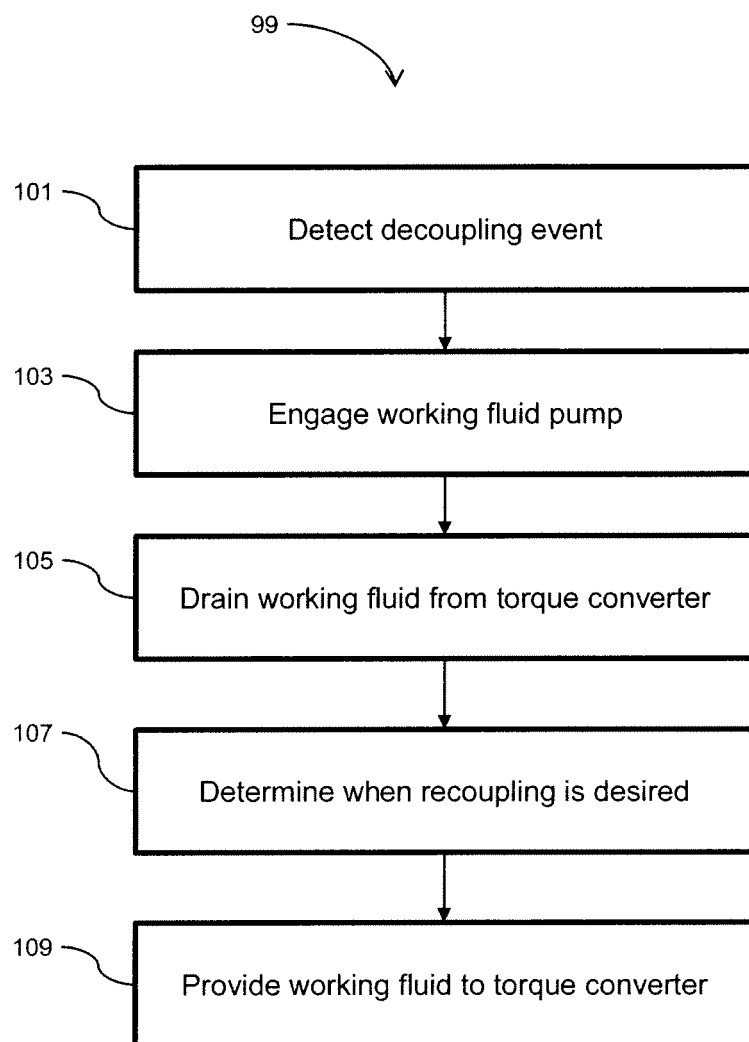 99
101
Detect decoupling event
103
Engage working fluid pump
105
Drain working fluid from torque converter
107
Determine when recoupling is desired
109
Provide working fluid to torque converter